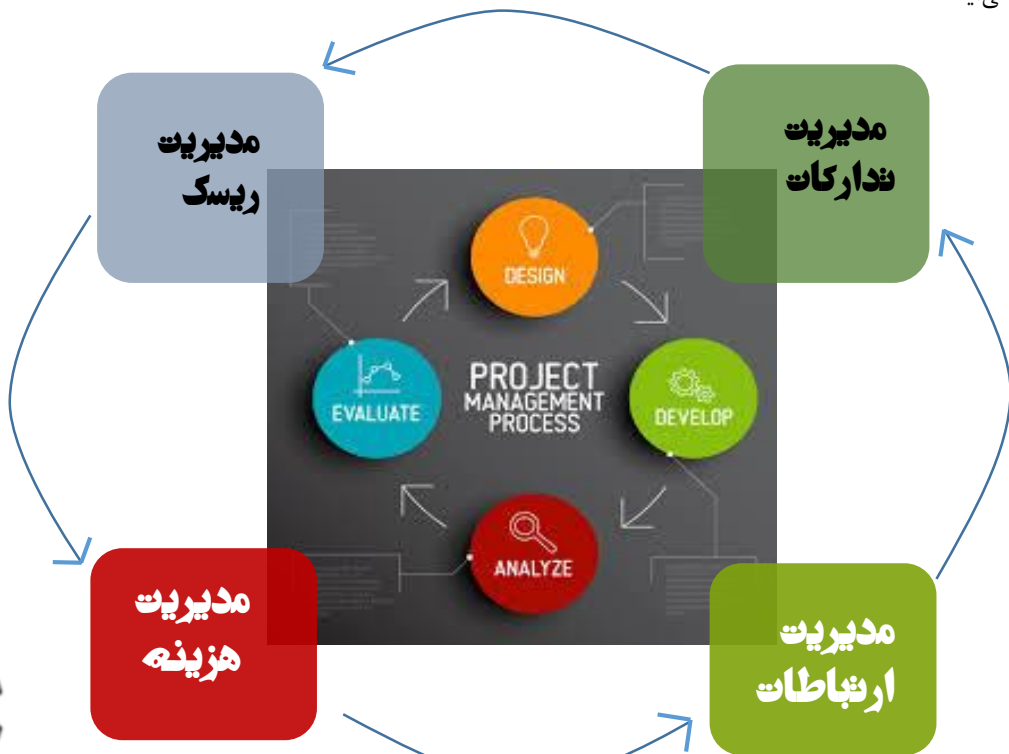 مدیریت
تدارکات
مدیریت
ریسک
DESIGN
EVALUATE
PROJECT
MANAGEMENT
PROCESS
DEVELOP
ANALYZE
مدیریت
هزینه
مدیریت
ارتباطات